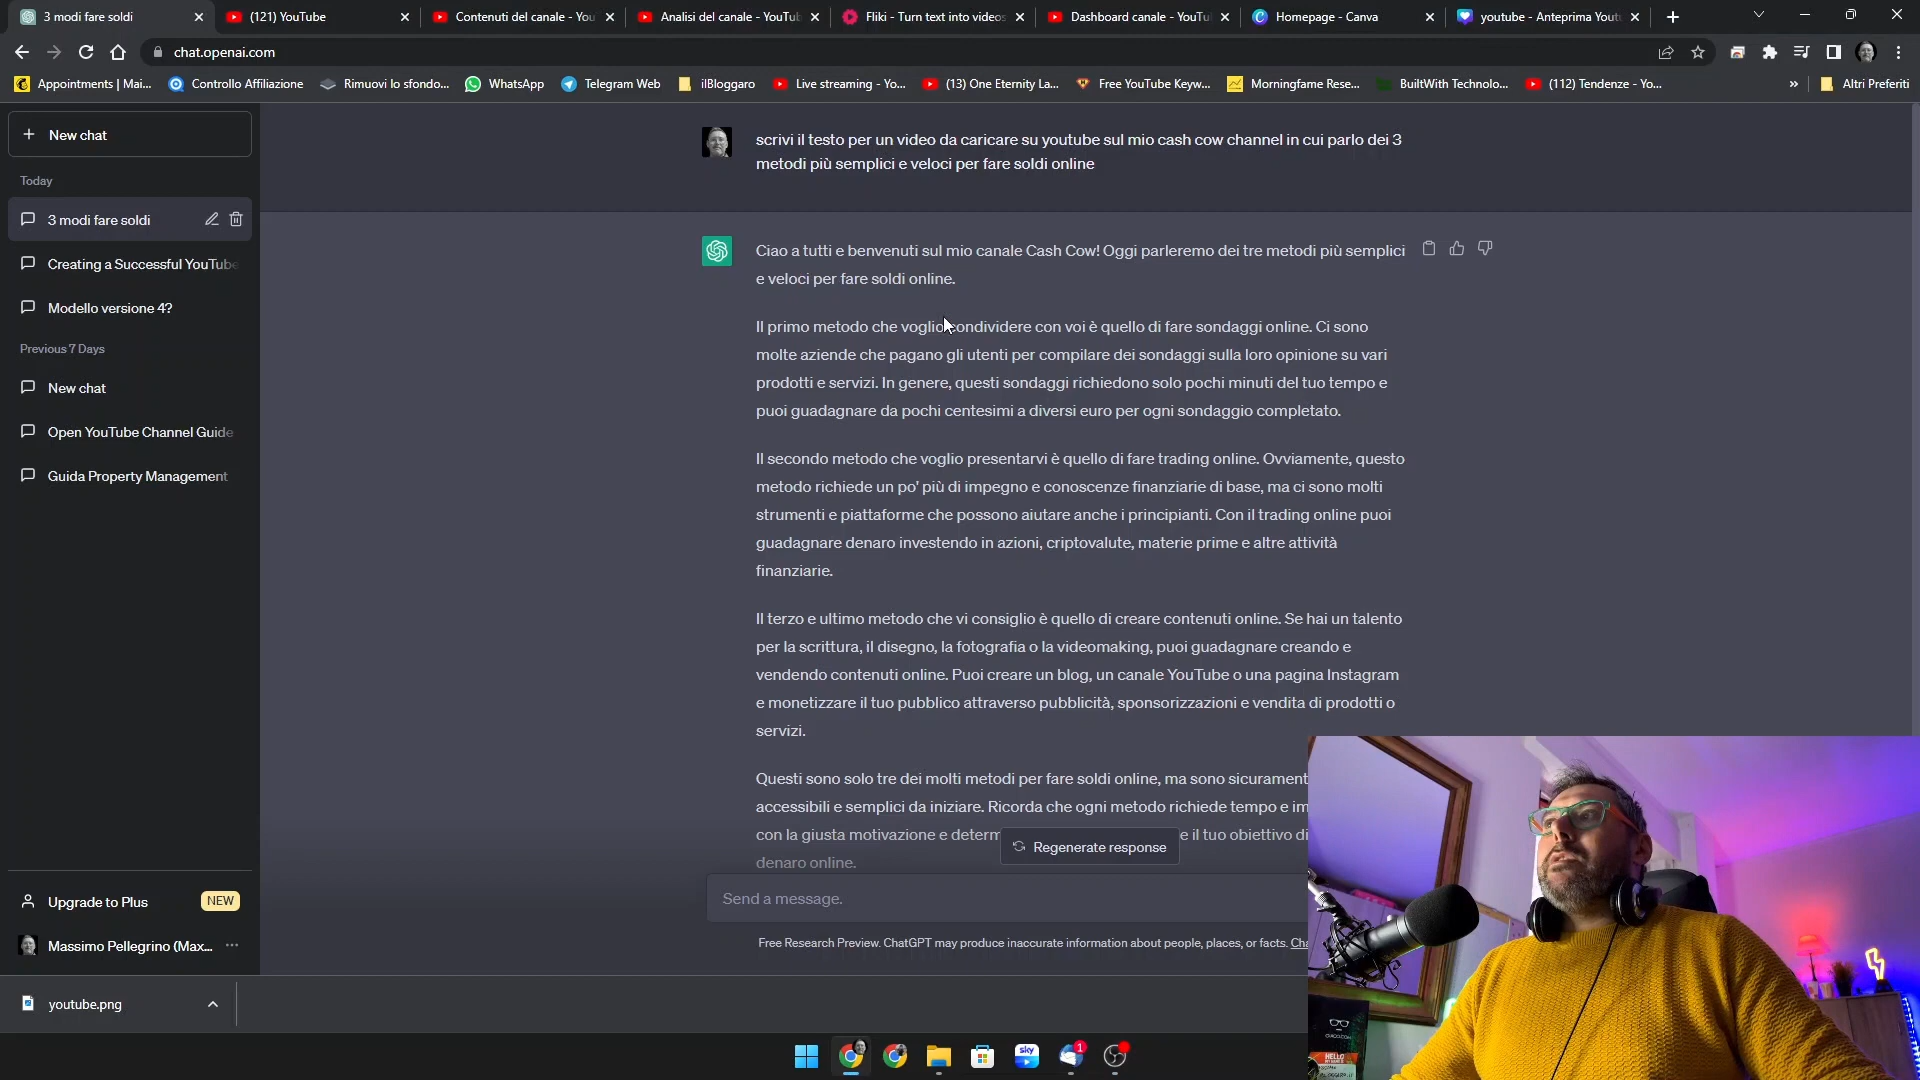 3 modi fare soldi
(121) YouTube
Contenuti del canale - You
Analisi del canale - YouTu
Fliki - Turn text into videos
Dashboard canale - YouTu
Homepage - Canva
youtube - Anteprima Yout
chat.openai.com
Appointments | Mai...
Controllo Affiliazione
Rimuovi lo sfondo...
WhatsApp
Telegram Web
ilBloggaro
Live streaming - Yo...
(13) One Eternity La...
Free YouTube Keyw...
Morningfame Rese...
BuiltWith Technolo...
(112) Tendenze - Yo...
»
Altri Preferiti
+ New chat
Today
3 modi fare soldi
Creating a Successful YouTube
Modello versione 4?
Previous 7 Days
New chat
Open YouTube Channel Guide
Guida Property Management
Upgrade to Plus
NEW
Massimo Pellegrino (Max...
scrivi il testo per un video da caricare su youtube sul mio cash cow channel in cui parlo dei 3
metodi più semplici e veloci per fare soldi online
Ciao a tutti e benvenuti sul mio canale Cash Cow! Oggi parleremo dei tre metodi più semplici
e veloci per fare soldi online.
Il primo metodo che voglio condividere con voi è quello di fare sondaggi online. Ci sono
molte aziende che pagano gli utenti per compilare dei sondaggi sulla loro opinione su vari
prodotti e servizi. In genere, questi sondaggi richiedono solo pochi minuti del tuo tempo e
puoi guadagnare da pochi centesimi a diversi euro per ogni sondaggio completato.
Il secondo metodo che voglio presentarvi è quello di fare trading online. Ovviamente, questo
metodo richiede un po' più di impegno e conoscenze finanziarie di base, ma ci sono molti
strumenti e piattaforme che possono aiutare anche i principianti. Con il trading online puoi
guadagnare denaro investendo in azioni, criptovalute, materie prime e altre attività
finanziarie.
Il terzo e ultimo metodo che vi consiglio è quello di creare contenuti online. Se hai un talento
per la scrittura, il disegno, la fotografia o la videomaking, puoi guadagnare creando e
vendendo contenuti online. Puoi creare un blog, un canale YouTube o una pagina Instagram
e monetizzare il tuo pubblico attraverso pubblicità, sponsorizzazioni e vendita di prodotti o
servizi.
Questi sono solo tre dei molti metodi per fare soldi online, ma sono sicurament
accessibili e semplici da iniziare. Ricorda che ogni metodo richiede tempo e im
con la giusta motivazione e determ
e il tuo obiettivo di
denaro online.
Regenerate response
Send a message.
Free Research Preview. ChatGPT may produce inaccurate information about people, places, or facts. Cha
youtube.png
sky
1
HELLO